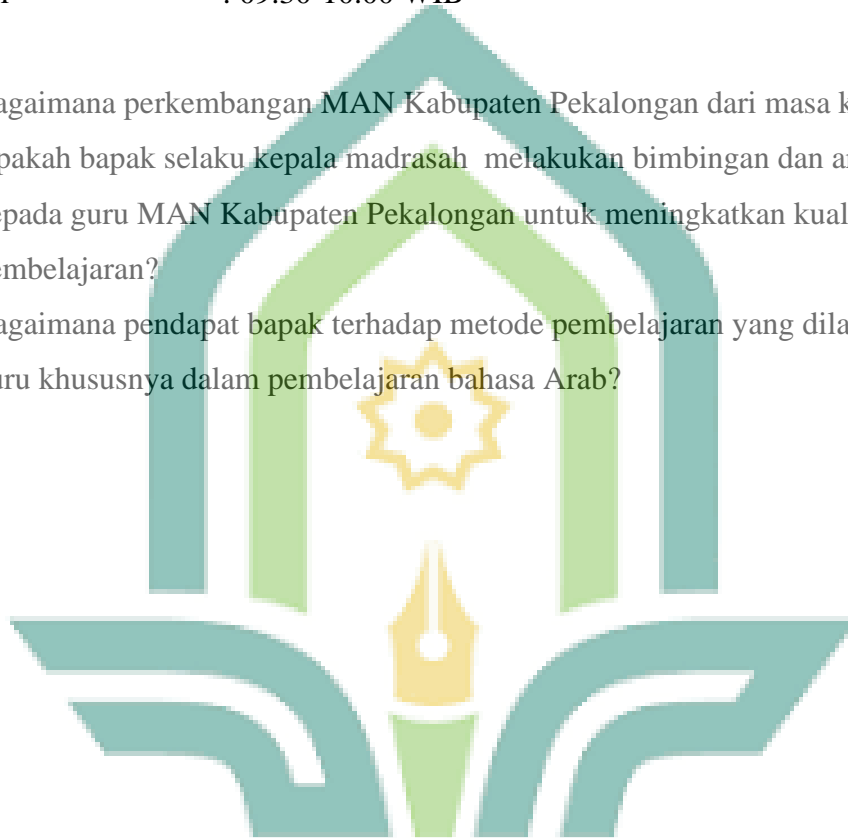 : 09.30-10.00 WIB
agaimana perkembangan MAN Kabupaten Pekalongan dari masa k
pakah bapak selaku kepala madrasah melakukan bimbingan dan a
epada guru MAN Kabupaten Pekalongan untuk meningkatkan kual
embelajaran?
agaimana pendapat bapak terhadap metode pembelajaran yang dila
uru khususnya dalam pembelajaran bahasa Arab?